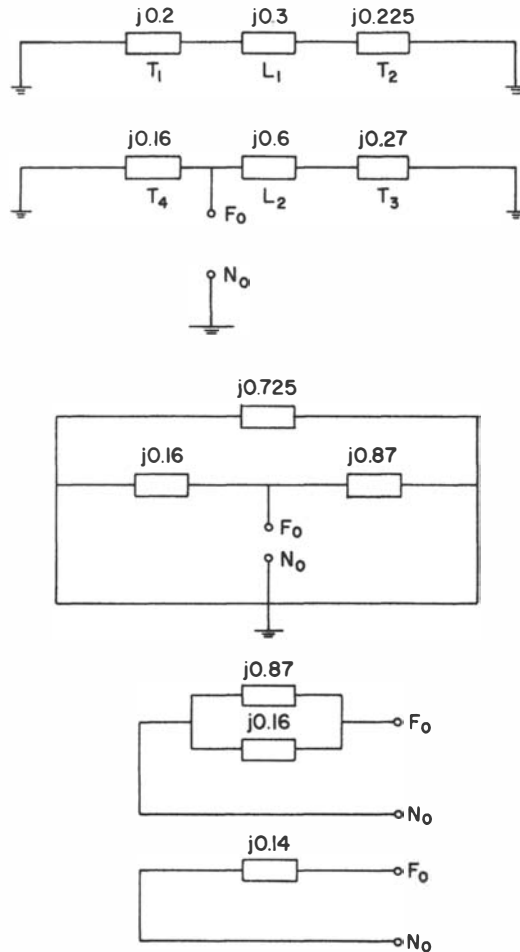 j0.2 j0.3 j0.225
T₁ L₁ T₂
j0.16 j0.6 j0.27
T₄ L₂ T₃
F₀
N₀
j0.725
j0.16 j0.87
F₀
N₀
j0.87
j0.16
F₀
N₀
j0.14
F₀
N₀